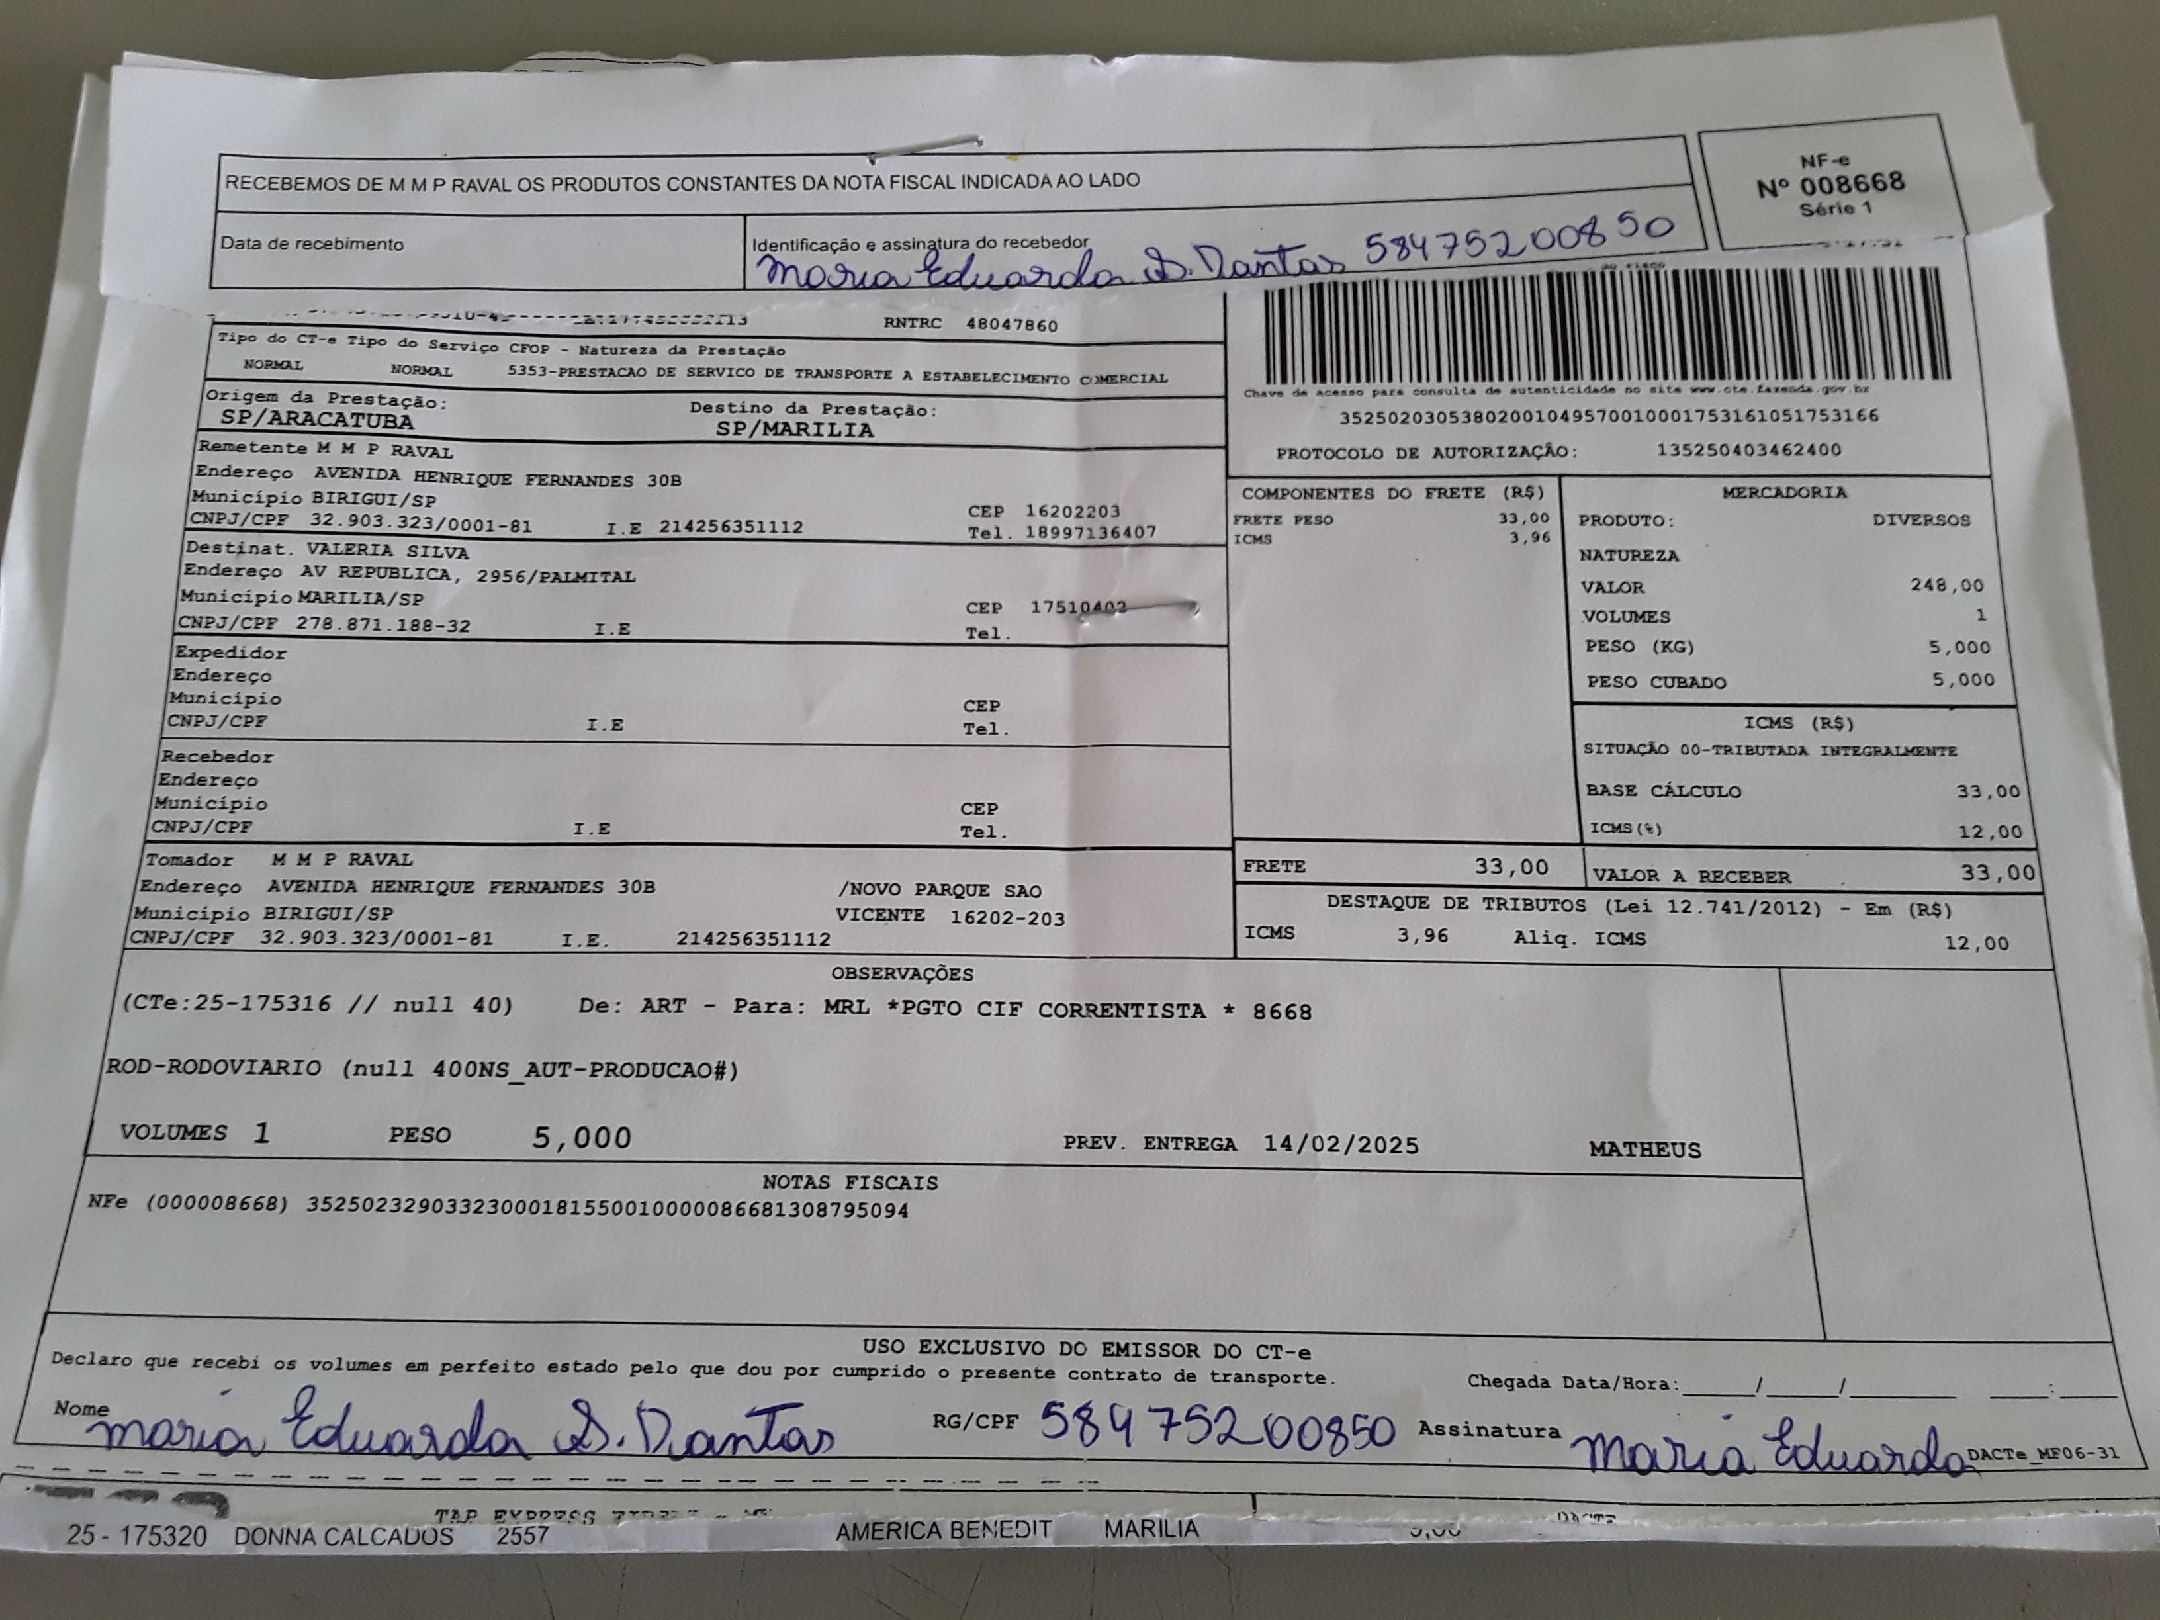 RECEBEMOS DE M M P RAVAL OS PRODUTOS CONSTANTES DA NOTA FISCAL INDICADA AO LADO
NF-e
Nº 008668
Série 1
Data de recebimento
Identificação e assinatura do recebedor
Maria Eduarda S. Dantas 58475200850
RNTRC 48047860
Tipo do CT-e Tipo do Serviço CFOP - Natureza da Prestação
NORMAL NORMAL 5353-PRESTACAO DE SERVICO DE TRANSPORTE A ESTABELECIMENTO COMERCIAL
Chave de acesso para consulta de autenticidade no site www.cte.fazenda.gov.br
35250203053802001049570010001753161051753166
PROTOCOLO DE AUTORIZAÇÃO: 135250403462400
Origem da Prestação: Destino da Prestação:
SP/ARACATUBA SP/MARILIA
Remetente M M P RAVAL
Endereço AVENIDA HENRIQUE FERNANDES 30B
Município BIRIGUI/SP CEP 16202203
CNPJ/CPF 32.903.323/0001-81 I.E 214256351112 Tel. 18997136407
Destinat. VALERIA SILVA
Endereço AV REPUBLICA, 2956/PALMITAL
Município MARILIA/SP CEP 17510402
CNPJ/CPF 278.871.188-32 I.E Tel.
Expedidor
Endereço
Município CEP
CNPJ/CPF I.E Tel.
Recebedor
Endereço
Município CEP
CNPJ/CPF I.E Tel.
Tomador M M P RAVAL
Endereço AVENIDA HENRIQUE FERNANDES 30B /NOVO PARQUE SAO
Município BIRIGUI/SP VICENTE 16202-203
CNPJ/CPF 32.903.323/0001-81 I.E. 214256351112
COMPONENTES DO FRETE (R$)
FRETE PESO 33,00
ICMS 3,96
MERCADORIA
PRODUTO: DIVERSOS
NATUREZA
VALOR 248,00
VOLUMES 1
PESO (KG) 5,000
PESO CUBADO 5,000
ICMS (R$)
SITUAÇÃO 00-TRIBUTADA INTEGRALMENTE
BASE CÁLCULO 33,00
ICMS(%) 12,00
FRETE 33,00 VALOR A RECEBER 33,00
DESTAQUE DE TRIBUTOS (Lei 12.741/2012) - Em (R$)
ICMS 3,96 Aliq. ICMS 12,00
OBSERVAÇÕES
(CTe:25-175316 // null 40) De: ART - Para: MRL *PGTO CIF CORRENTISTA * 8668
ROD-RODOVIARIO (null 400NS_AUT-PRODUCAO#)
VOLUMES 1 PESO 5,000 PREV. ENTREGA 14/02/2025 MATHEUS
NOTAS FISCAIS
NFe (000008668) 35250232903323000181550010000086681308795094
USO EXCLUSIVO DO EMISSOR DO CT-e
Declaro que recebi os volumes em perfeito estado pelo que dou por cumprido o presente contrato de transporte.
Chegada Data/Hora:_____/_____/_______ ____:____
Nome Maria Eduarda S. Dantas RG/CPF 58475200850 Assinatura Maria Eduarda DACTe_MF06-31
25 - 175320 DONNA CALCADOS 2557 AMERICA BENEDIT MARILIA